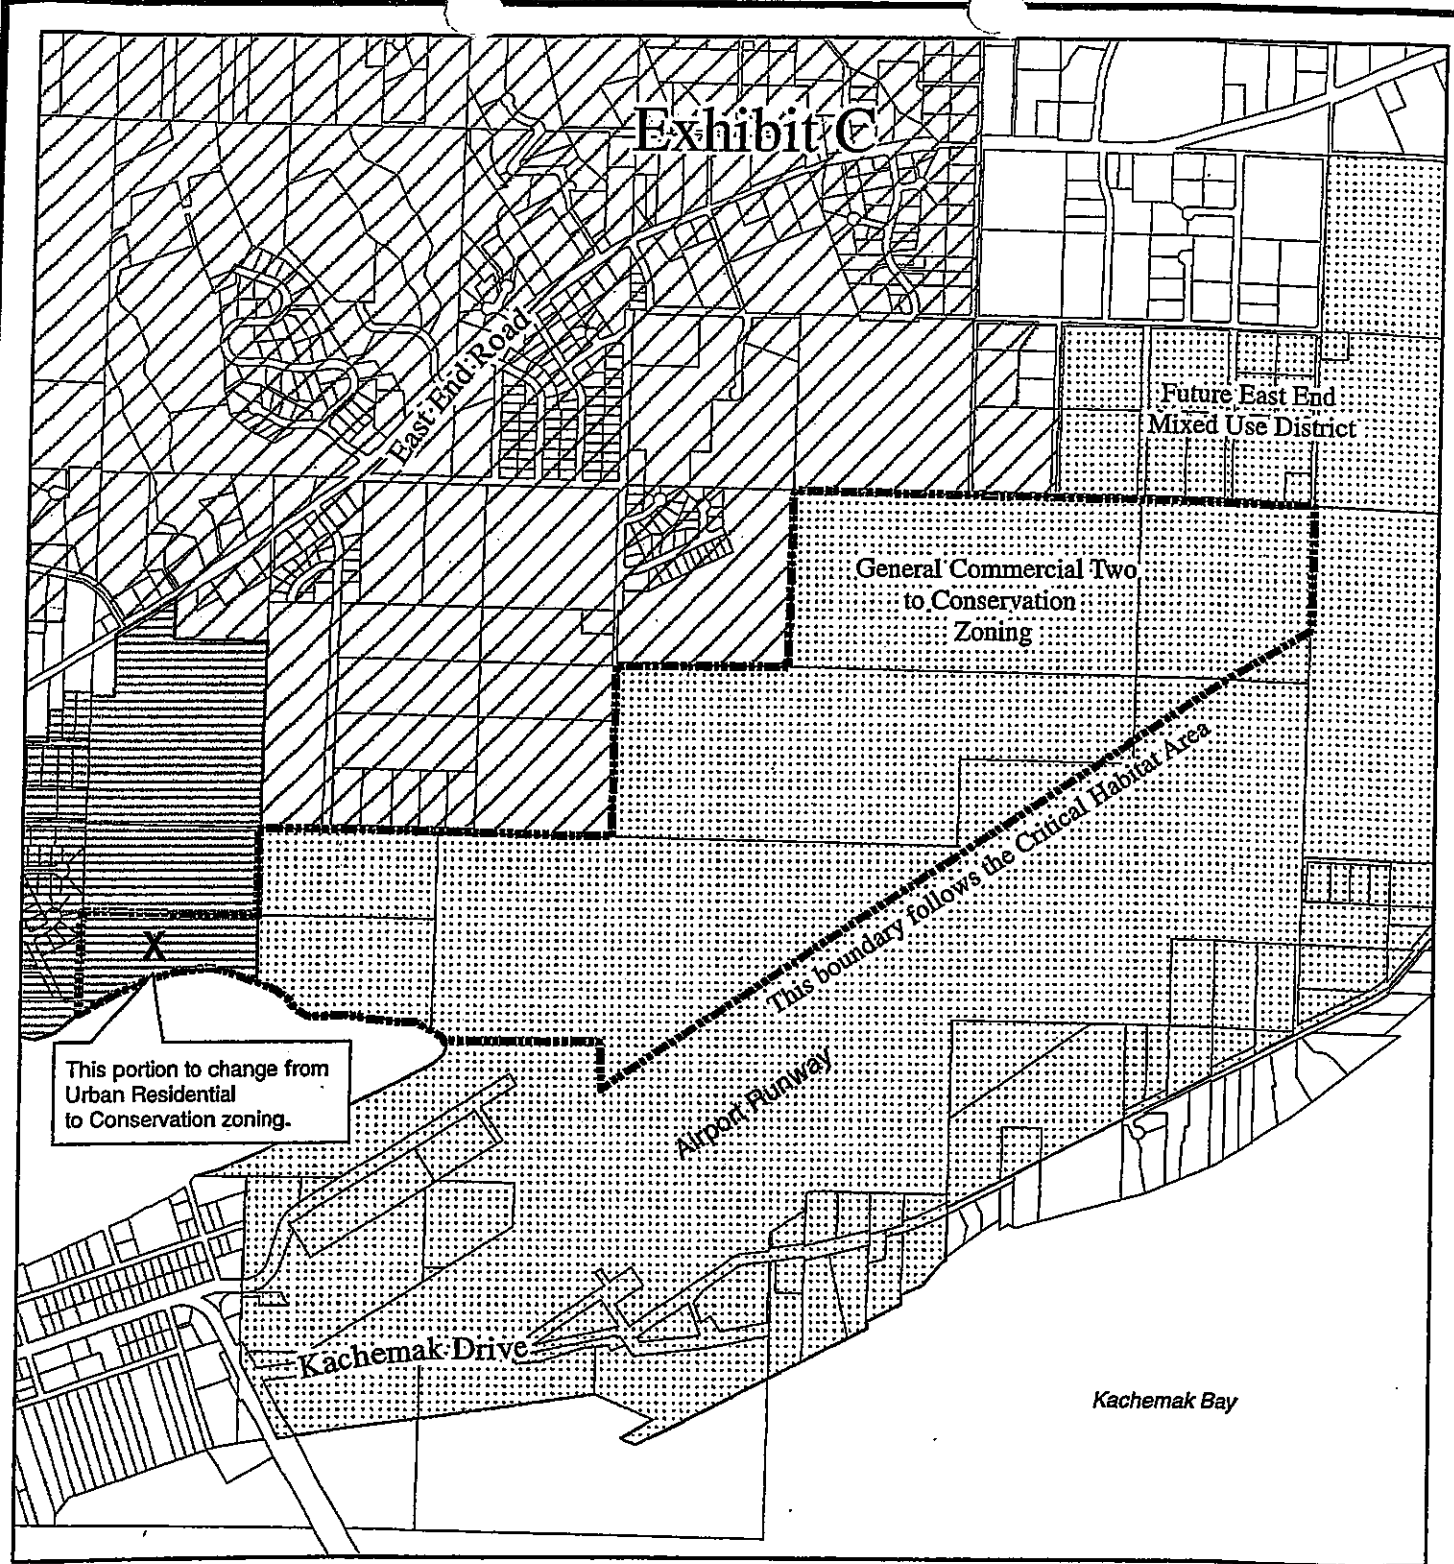 Exhibit C
East End Road
Future East End
Mixed Use District
General Commercial Two
to Conservation
Zoning
This boundary follows the Critical Habitat Area
X
This portion to change from
Urban Residential
to Conservation zoning.
Airport Runway
Kachemak Drive
Kachemak Bay